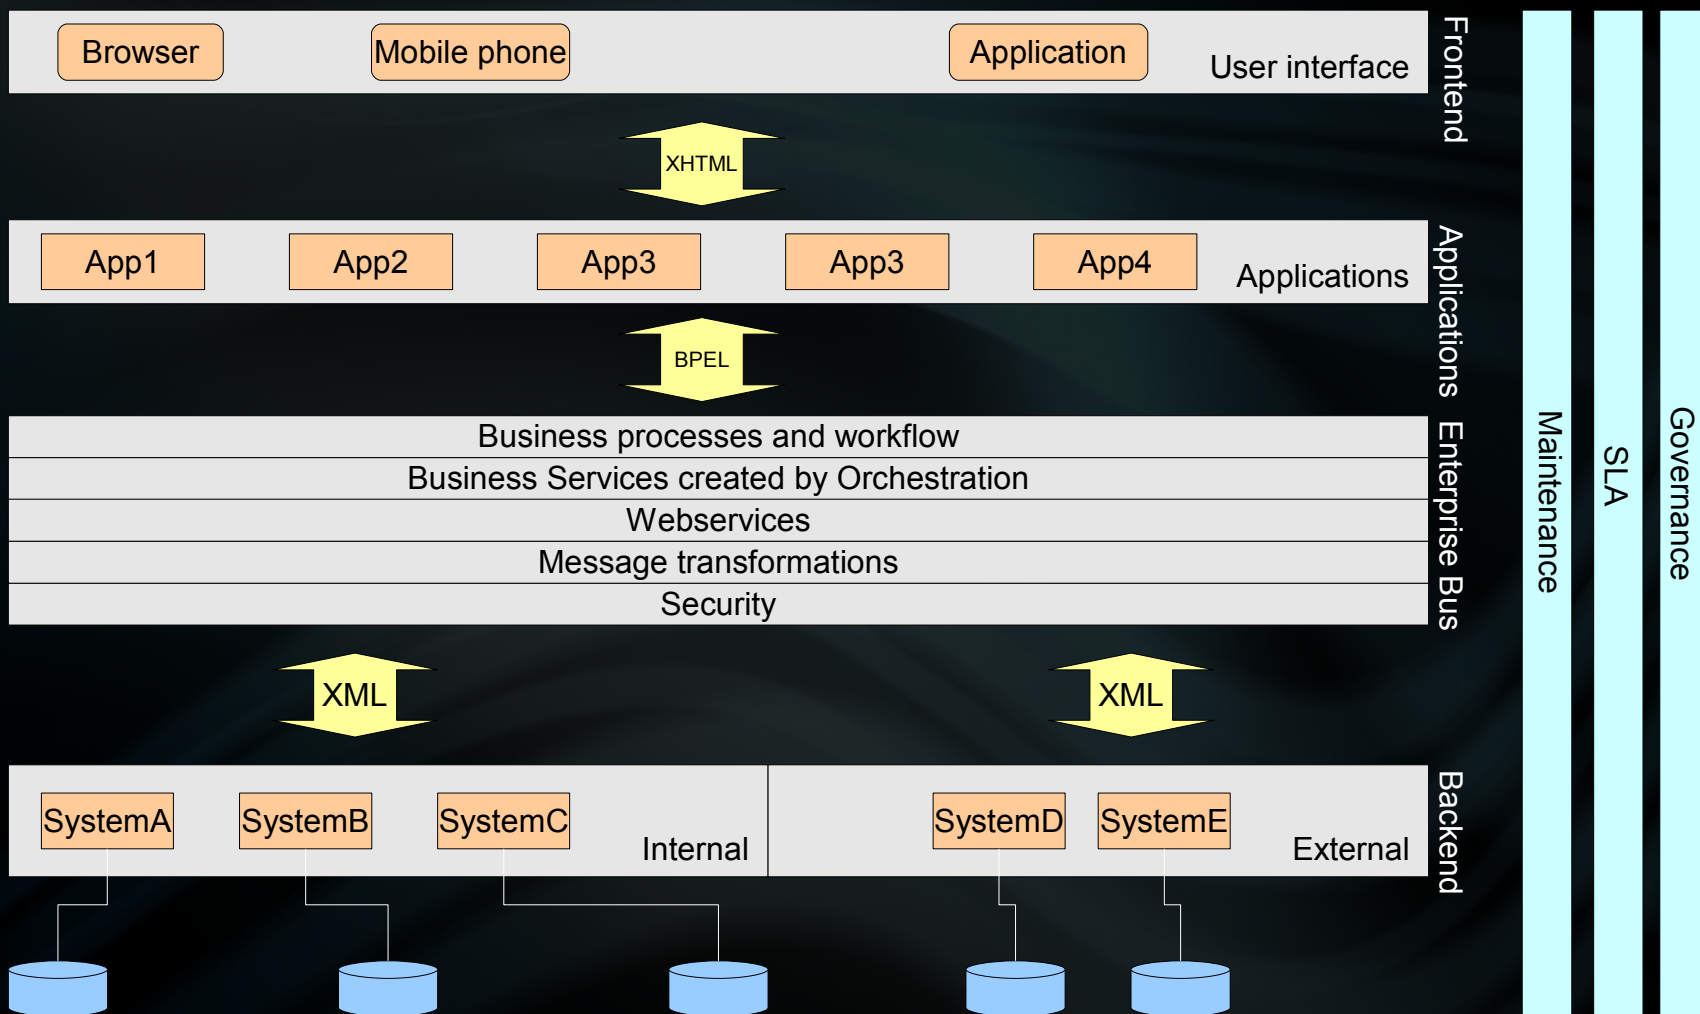 Browser
Mobile phone
Application
User interface
Frontend
XHTML
App1
App2
App3
App3
App4
Applications
Applications
BPEL
Business processes and workflow
Business Services created by Orchestration
Webservices
Message transformations
Security
Enterprise Bus
XML
XML
SystemA
SystemB
SystemC
Internal
SystemD
SystemE
External
Backend
Maintenance
SLA
Governance